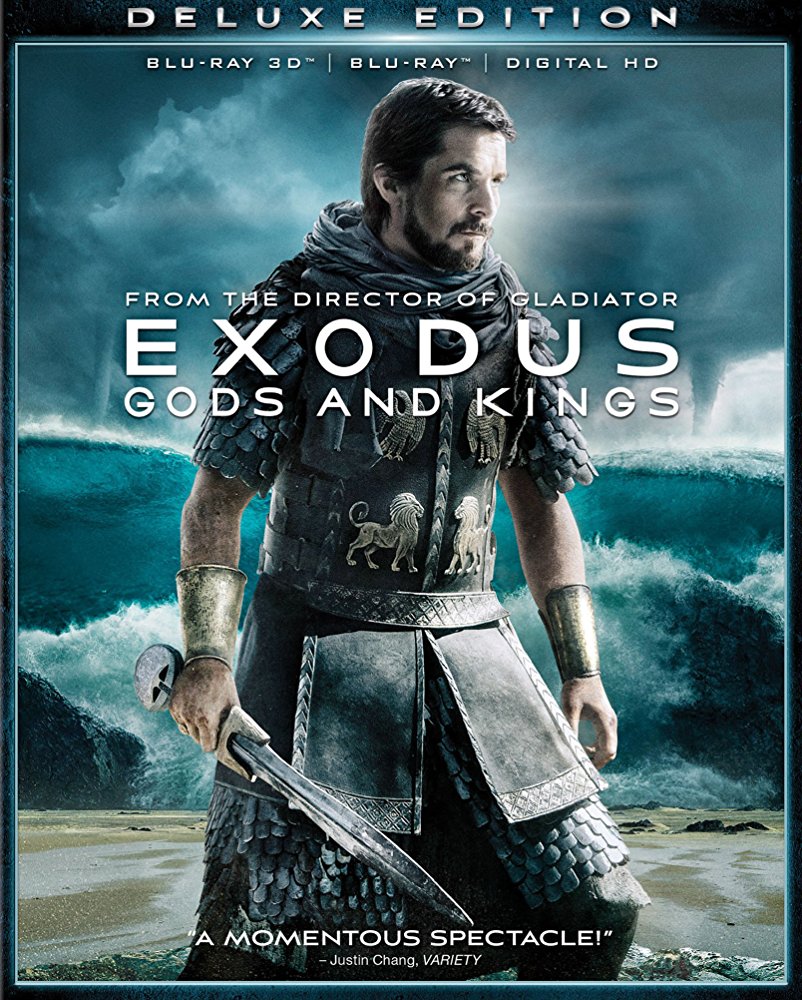 DELUXE EDITION
BLU-RAY 3D™ | BLU-RAY™ | DIGITAL HD
FROM THE DIRECTOR OF GLADIATOR
EXODUS
GODS AND KINGS
"A MOMENTOUS SPECTACLE!"
– Justin Chang, VARIETY